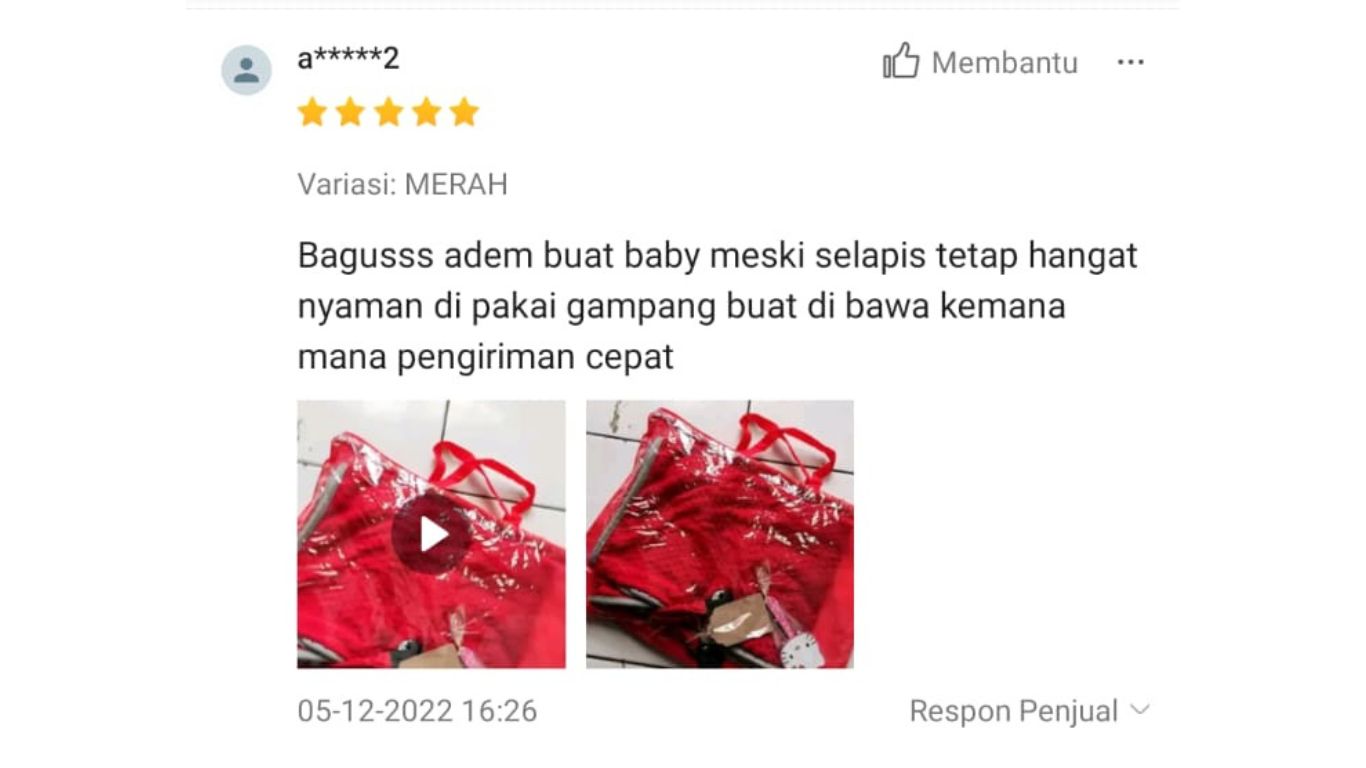 a*****2
Membantu
Variasi: MERAH
Bagusss adem buat baby meski selapis tetap hangat
nyaman di pakai gampang buat di bawa kemana
mana pengiriman cepat
05-12-2022 16:26
Respon Penjual